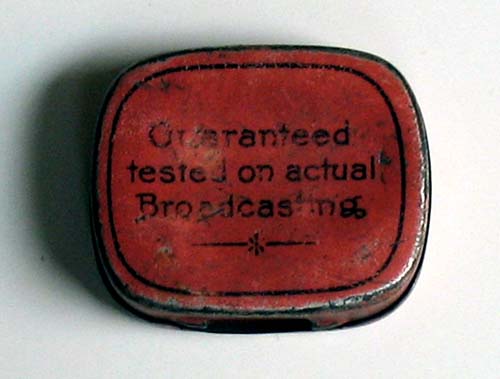 Guaranteed
tested on actual
Broadcasting